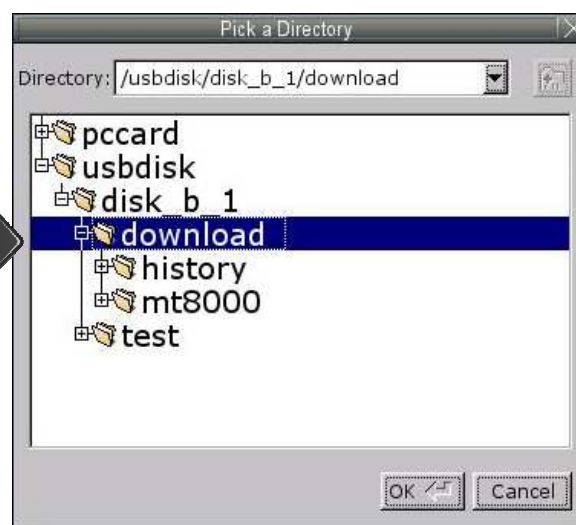 Pick a Directory
Directory: /usbdisk/disk_b_1/download
pccard
usbdisk
disk_b_1
download
history
mt8000
test
OK Cancel